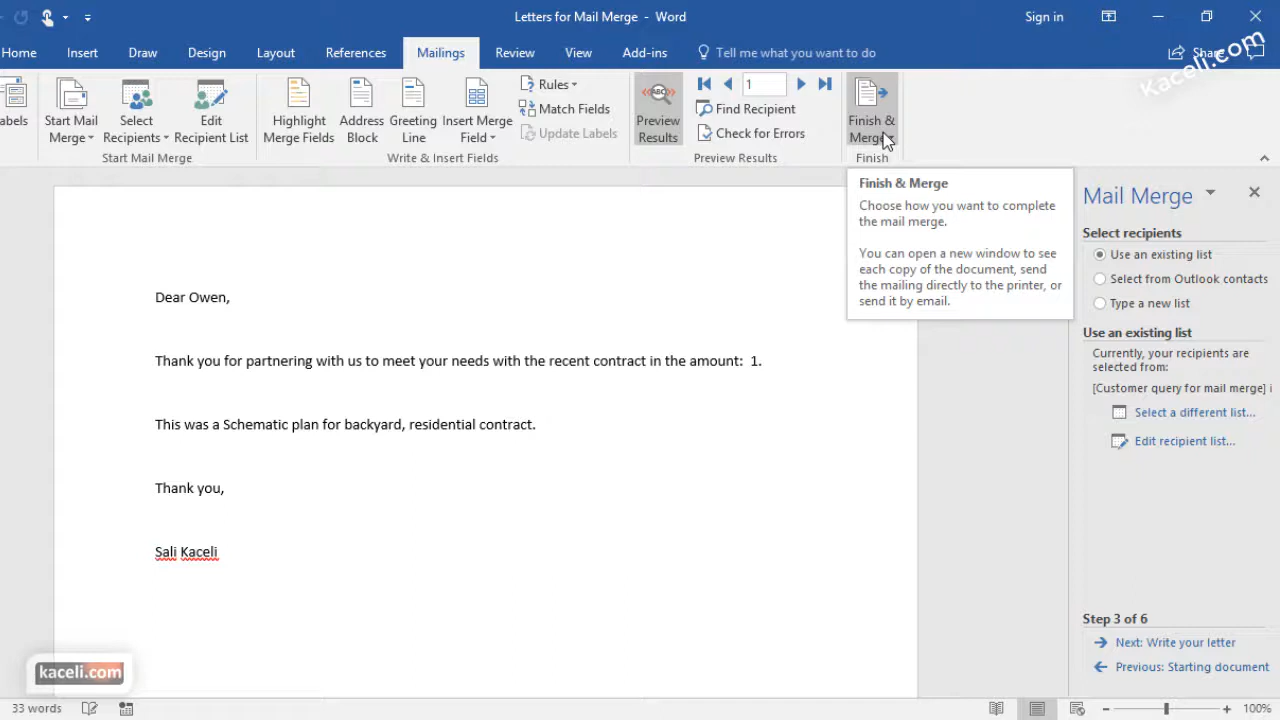 Letters for Mail Merge - Word
Sign in
Home Insert Draw Design Layout References Mailings Review View Add-ins Tell me what you want to do Share
Kaceli.com
abels
Start Mail Merge
Select Recipients
Edit Recipient List
Start Mail Merge
Highlight Merge Fields
Address Block
Greeting Line
Insert Merge Field
Rules
Match Fields
Update Labels
Write & Insert Fields
ABC
Preview Results
1
Find Recipient
Check for Errors
Preview Results
Finish & Merge
Finish
Finish & Merge
Choose how you want to complete
the mail merge.
You can open a new window to see
each copy of the document, send
the mailing directly to the printer, or
send it by email.
Dear Owen,
Thank you for partnering with us to meet your needs with the recent contract in the amount: 1.
This was a Schematic plan for backyard, residential contract.
Thank you,
Sali Kaceli
Mail Merge
Select recipients
Use an existing list
Select from Outlook contacts
Type a new list
Use an existing list
Currently, your recipients are
selected from:
[Customer query for mail merge] i
Select a different list...
Edit recipient list...
Step 3 of 6
Next: Write your letter
Previous: Starting document
kaceli.com
33 words
100%